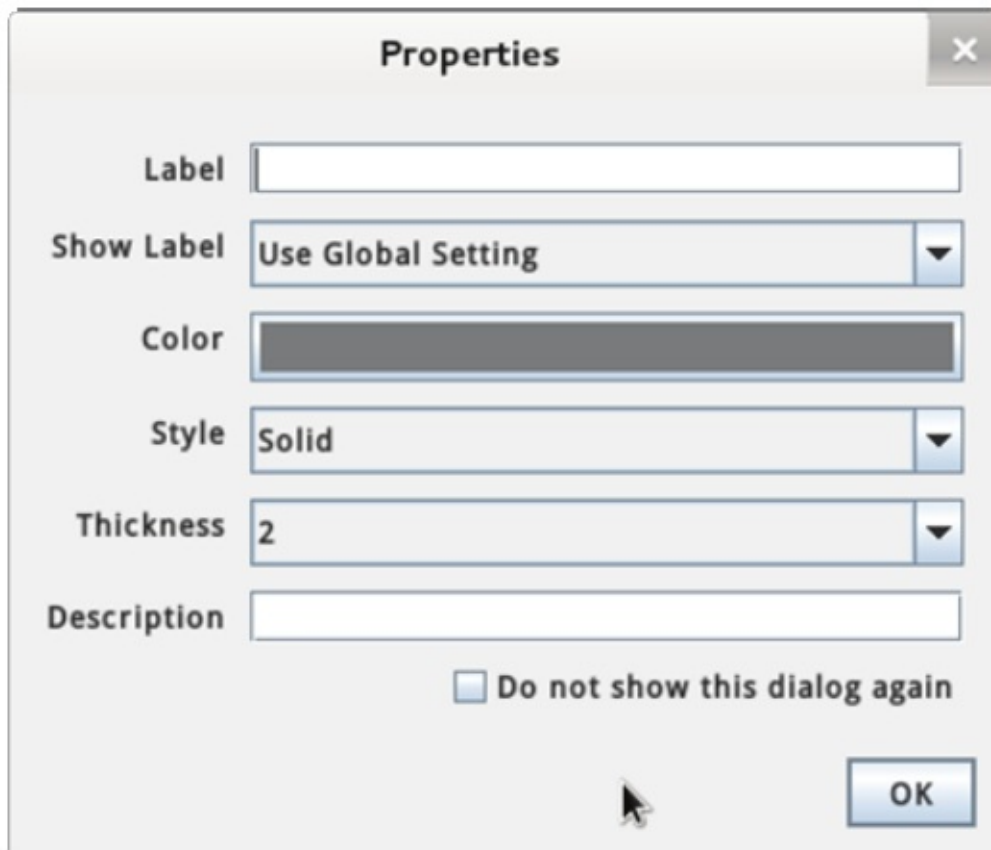 Properties
Label
Show Label Use Global Setting
Color
Style Solid
Thickness 2
Description
Do not show this dialog again
OK